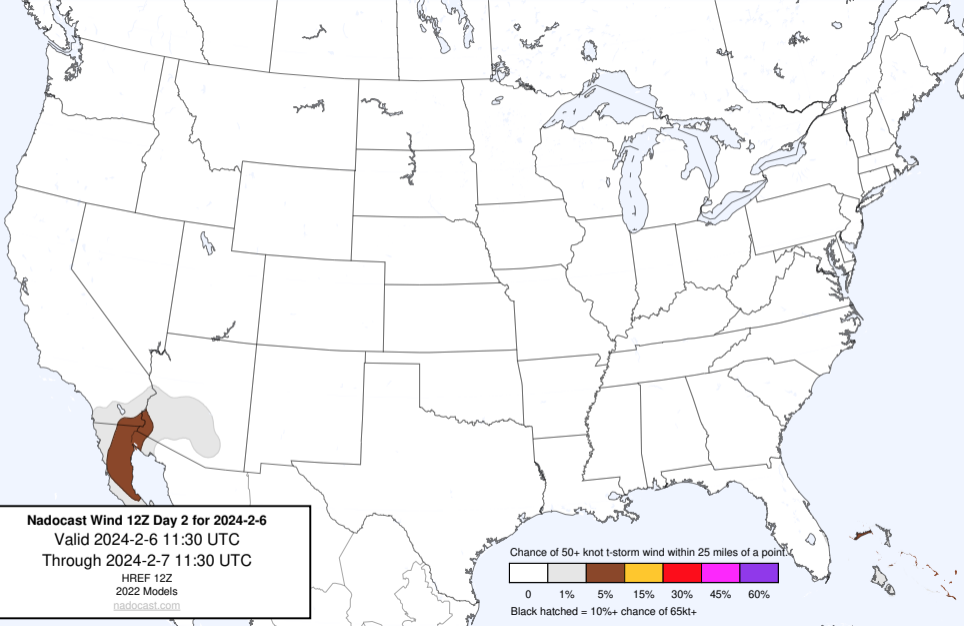 Nadocast Wind 12Z Day 2 for 2024-2-6
Valid 2024-2-6 11:30 UTC
Through 2024-2-7 11:30 UTC
HREF 12Z
2022 Models
nadocast.com
Chance of 50+ knot t-storm wind within 25 miles of a point.
0 1% 5% 15% 30% 45% 60%
Black hatched = 10%+ chance of 65kt+